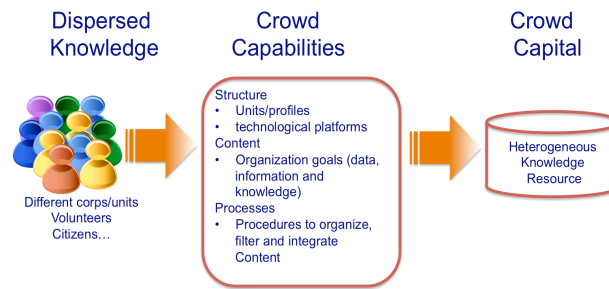 Dispersed
Knowledge
Crowd
Capabilities
Crowd
Capital
Different corps/units
Volunteers
Citizens…
Structure
• Units/profiles
• technological platforms
Content
• Organization goals (data,
information and
knowledge)
Processes
• Procedures to organize,
filter and integrate
Content
Heterogeneous
Knowledge
Resource